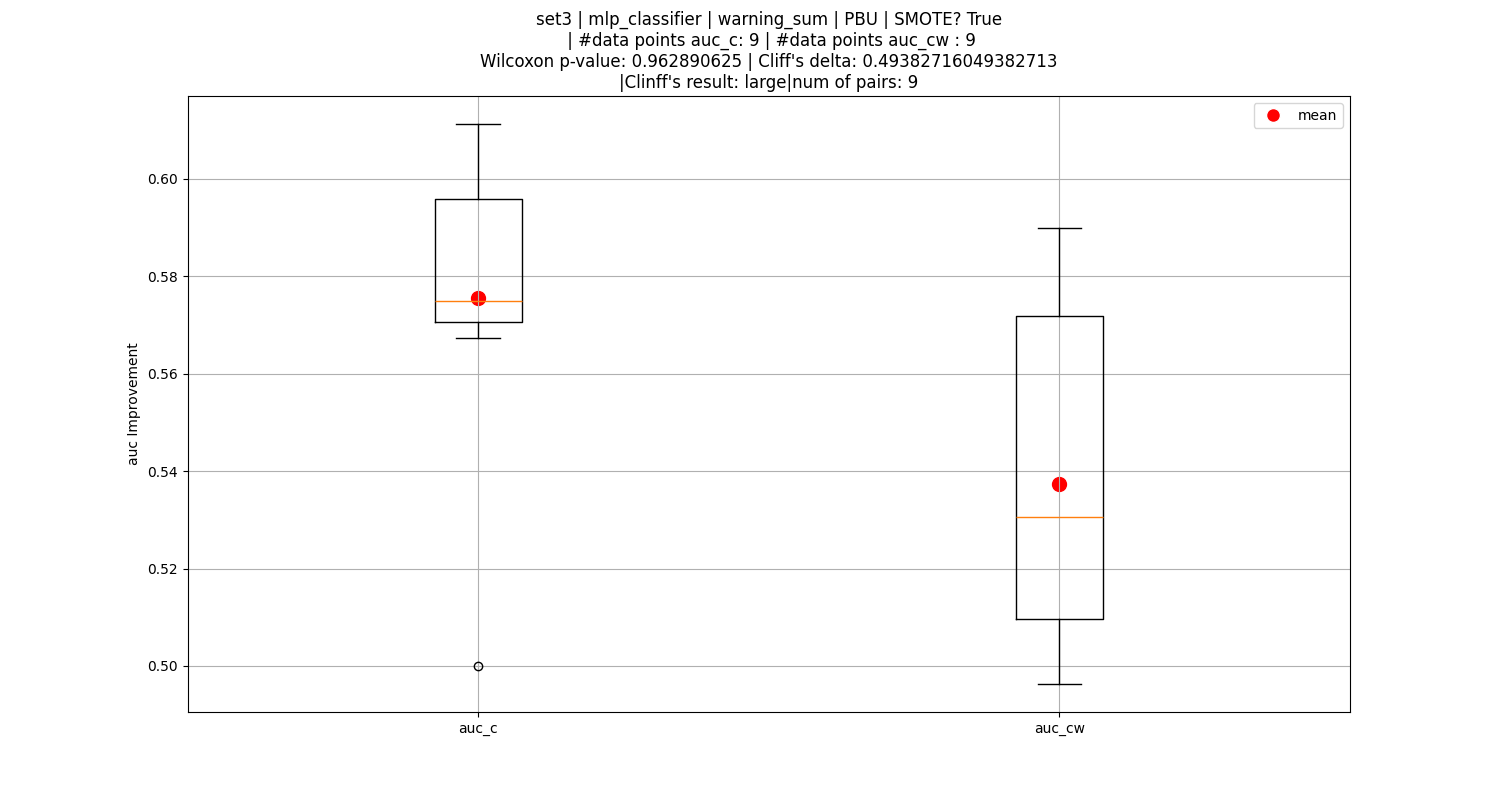 set3 | mlp_classifier | warning_sum | PBU | SMOTE? True
| #data points auc_c: 9 | #data points auc_cw : 9
Wilcoxon p-value: 0.962890625 | Cliff's delta: 0.49382716049382713
|Clinff's result: large|num of pairs: 9
mean
0.60
0.58
0.56
0.54
0.52
0.50
auc Improvement
auc_c
auc_cw